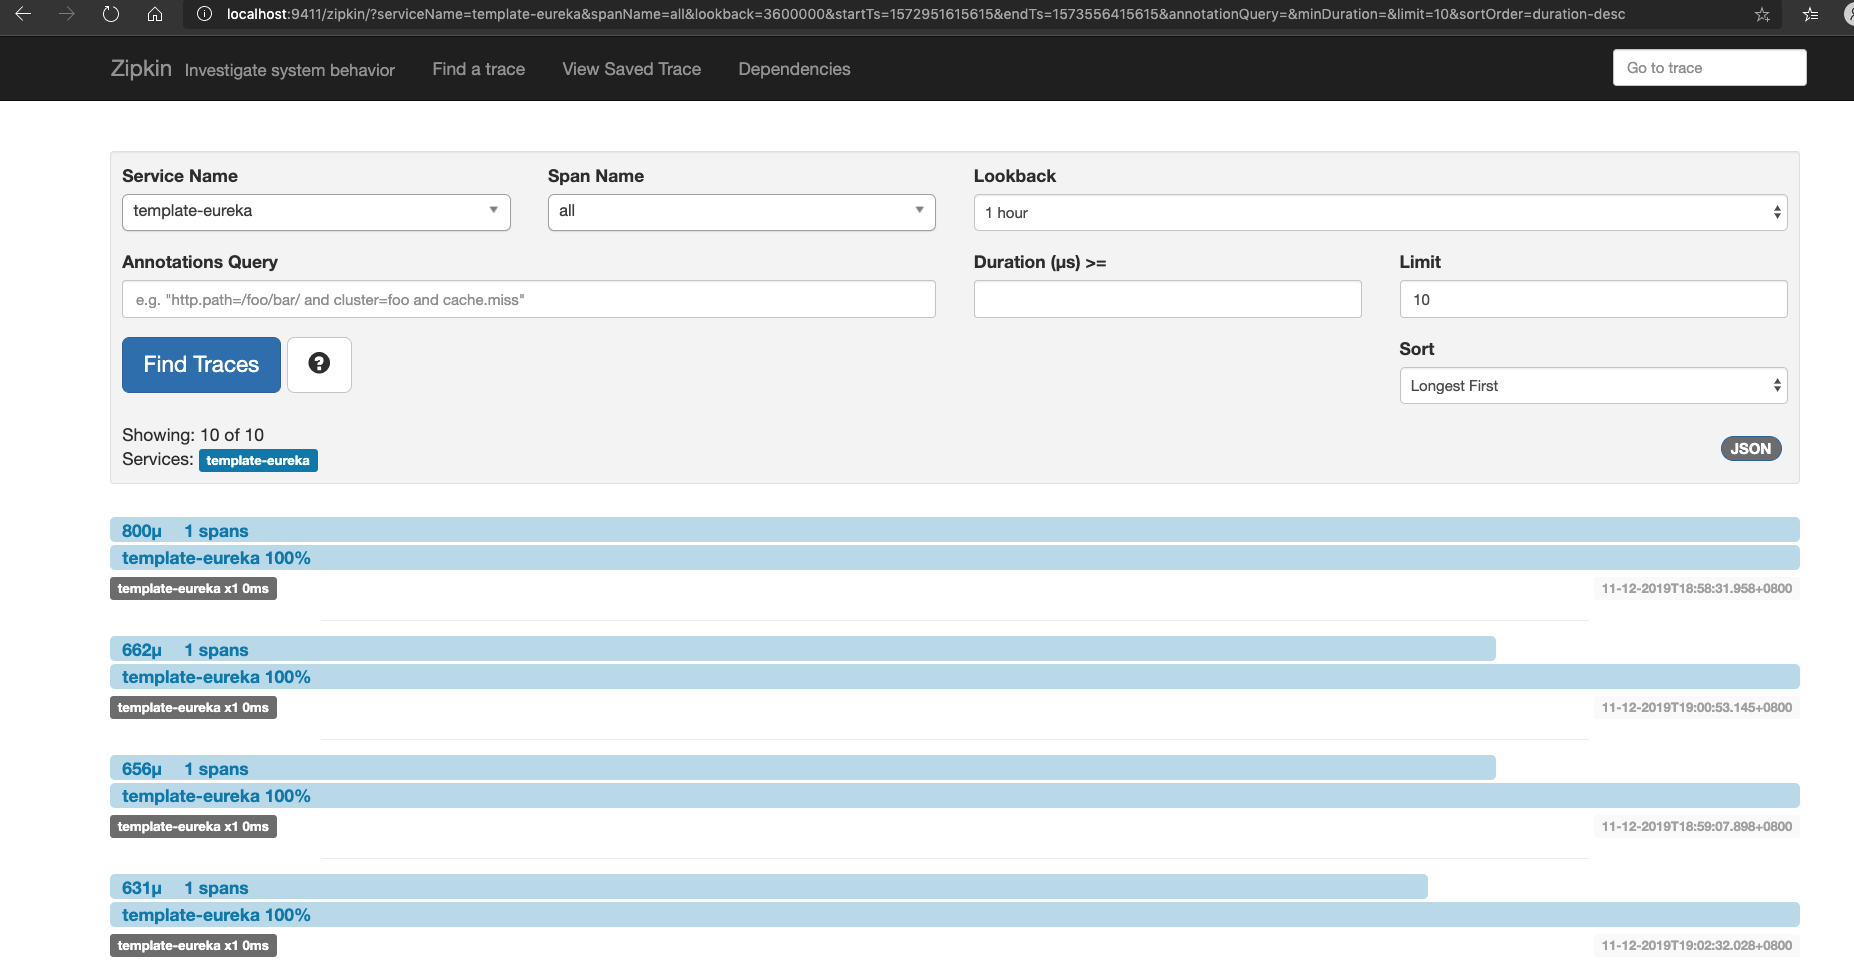 localhost:9411/zipkin/?serviceName=template-eureka&spanName=all&lookback=3600000&startTs=1572951615615&endTs=1573556415615&annotationQuery=&minDuration=&limit=10&sortOrder=duration-desc
Zipkin Investigate system behavior Find a trace View Saved Trace Dependencies Go to trace
Service Name Span Name Lookback
template-eureka all 1 hour
Annotations Query Duration (μs) >= Limit
e.g. "http.path=/foo/bar/ and cluster=foo and cache.miss" 10
Find Traces ? Sort
Longest First
Showing: 10 of 10
Services: template-eureka JSON
800μ 1 spans
template-eureka 100%
template-eureka x1 0ms 11-12-2019T18:58:31.958+0800
662μ 1 spans
template-eureka 100%
template-eureka x1 0ms 11-12-2019T19:00:53.145+0800
656μ 1 spans
template-eureka 100%
template-eureka x1 0ms 11-12-2019T18:59:07.898+0800
631μ 1 spans
template-eureka 100%
template-eureka x1 0ms 11-12-2019T19:02:32.028+0800